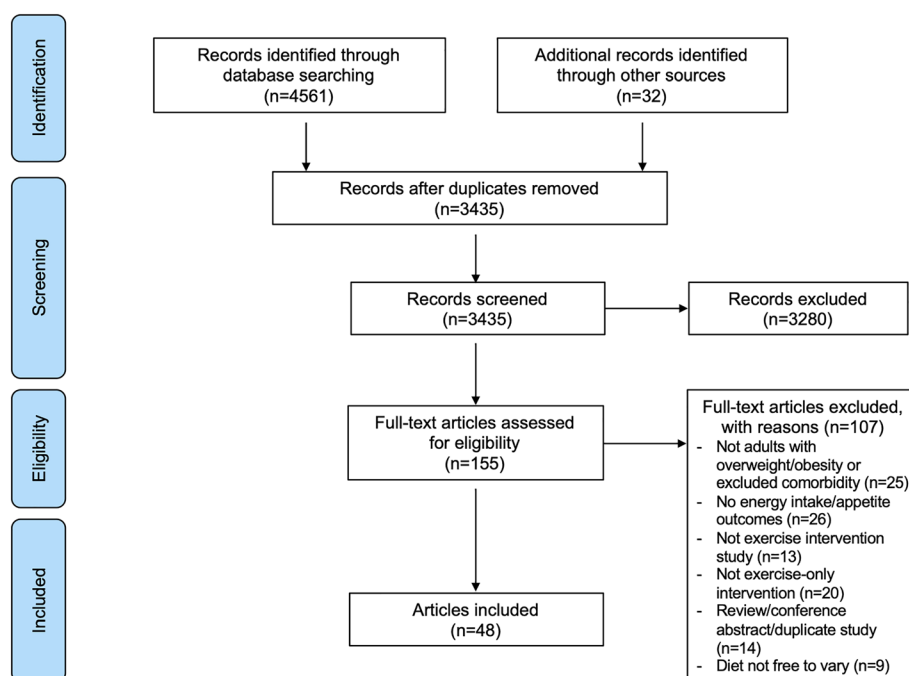 Identification
Records identified through
database searching
(n=4561)
Additional records identified
through other sources
(n=32)
Screening
Records after duplicates removed
(n=3435)
Records screened
(n=3435)
Records excluded
(n=3280)
Eligibility
Full-text articles assessed
for eligibility
(n=155)
Full-text articles excluded,
with reasons (n=107)
- Not adults with
overweight/obesity or
excluded comorbidity (n=25)
- No energy intake/appetite
outcomes (n=26)
- Not exercise intervention
study (n=13)
- Not exercise-only
intervention (n=20)
- Review/conference
abstract/duplicate study
(n=14)
- Diet not free to vary (n=9)
Included
Articles included
(n=48)